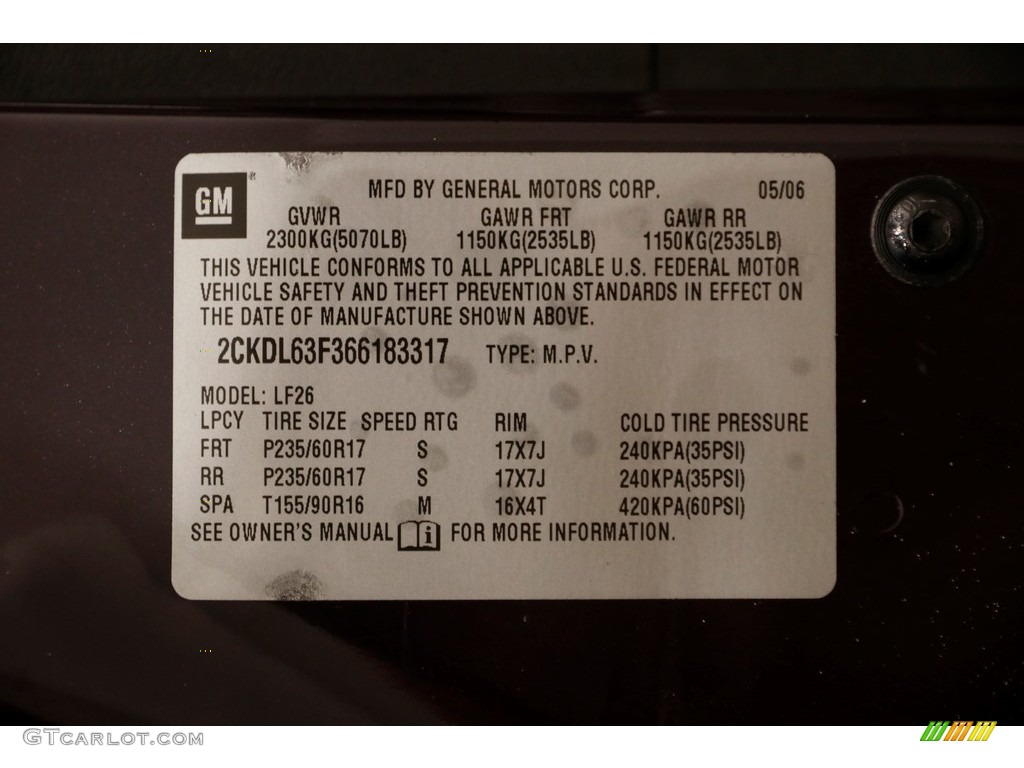 GM® MFD BY GENERAL MOTORS CORP. 05/06
GVWR GAWR FRT GAWR RR
2300KG(5070LB) 1150KG(2535LB) 1150KG(2535LB)
THIS VEHICLE CONFORMS TO ALL APPLICABLE U.S. FEDERAL MOTOR
VEHICLE SAFETY AND THEFT PREVENTION STANDARDS IN EFFECT ON
THE DATE OF MANUFACTURE SHOWN ABOVE.
2CKDL63F366183317 TYPE: M.P.V.
MODEL: LF26
LPCY TIRE SIZE SPEED RTG RIM COLD TIRE PRESSURE
FRT P235/60R17 S 17X7J 240KPA(35PSI)
RR P235/60R17 S 17X7J 240KPA(35PSI)
SPA T155/90R16 M 16X4T 420KPA(60PSI)
SEE OWNER'S MANUAL i FOR MORE INFORMATION.
GTCARLOT.COM